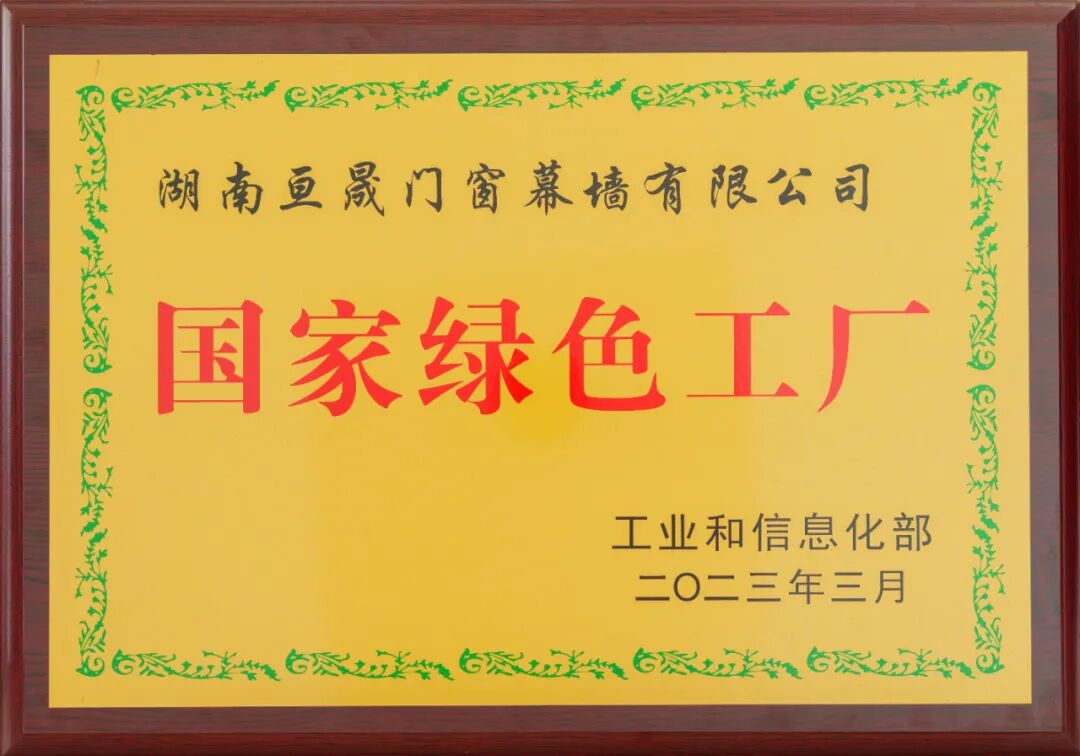 湖南亘晟门窗幕墙有限公司
国家绿色工厂
工业和信息化部
二〇二三年三月